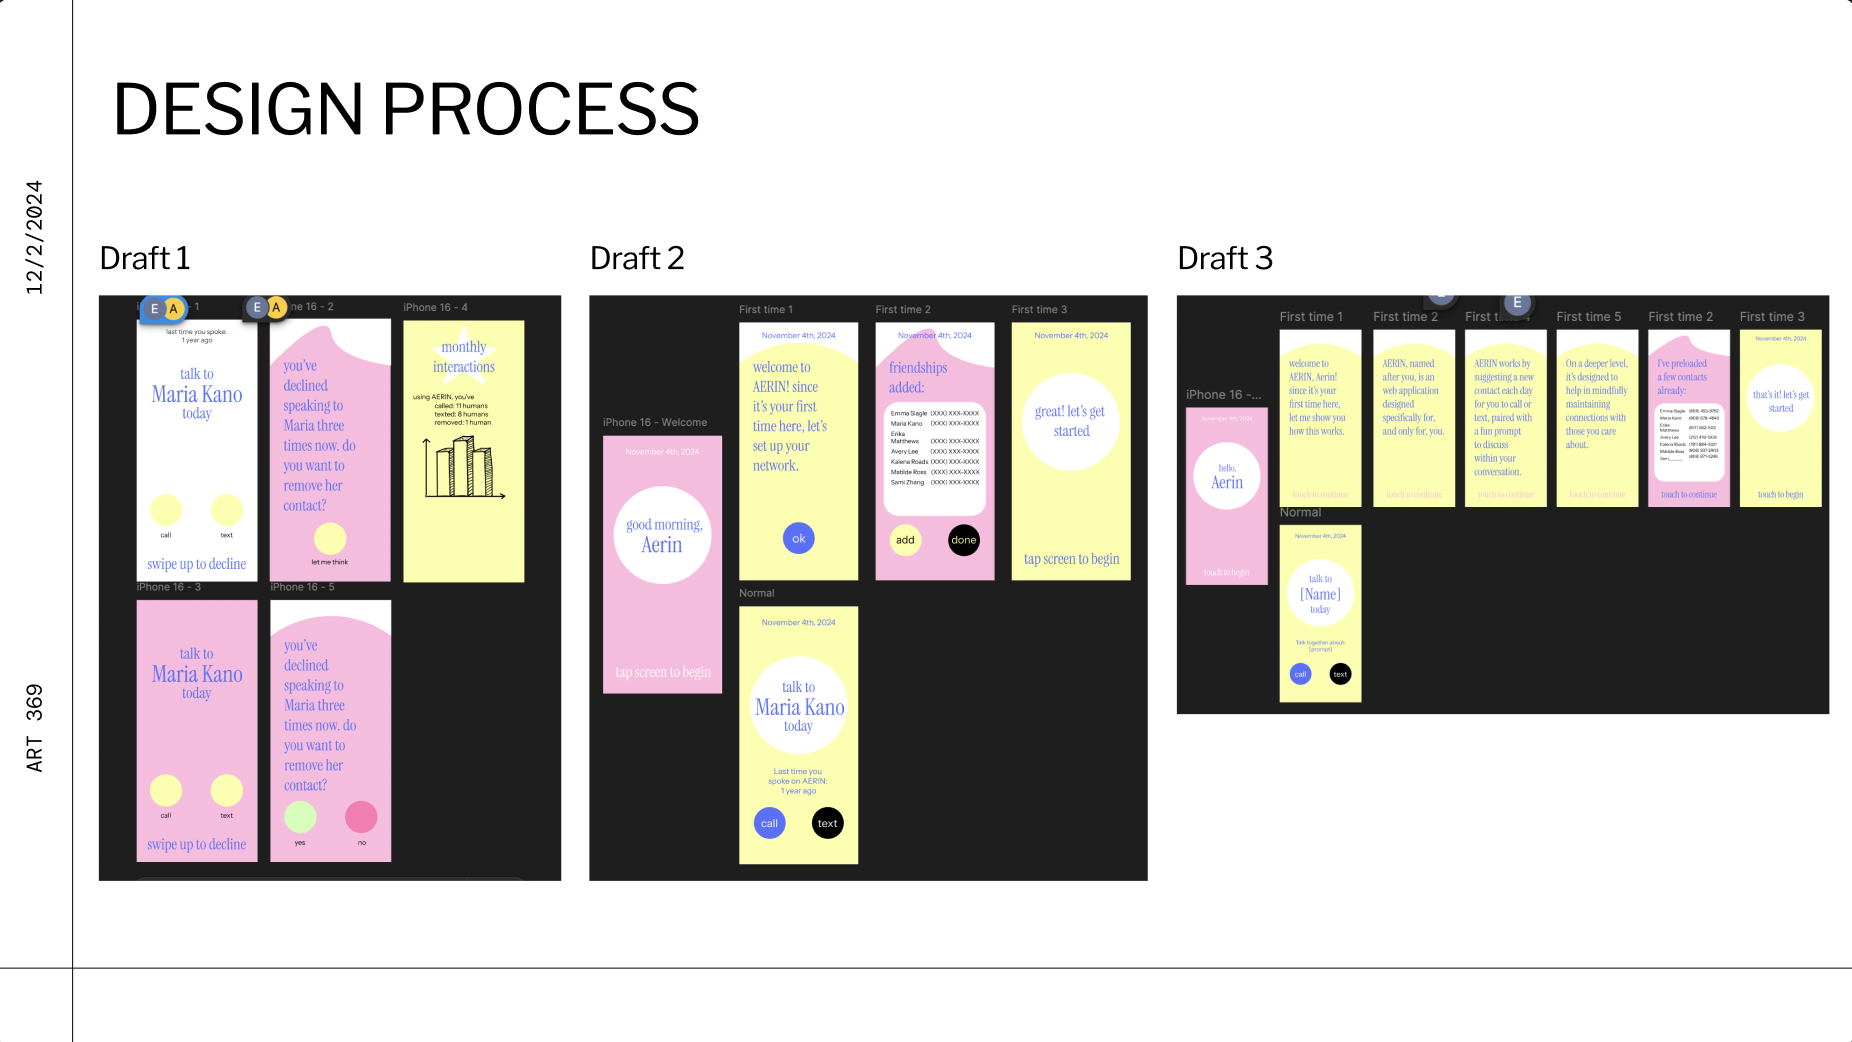 DESIGN PROCESS
12/2/2024
ART 369
Draft 1
E A
- 1
last time you spoke:
1 year ago
talk to
Maria Kano
today
call text
swipe up to decline
E A
ne 16 - 2
you've
declined
speaking to
Maria three
times now. do
you want to
remove her
contact?
let me think
iPhone 16 - 4
monthly
interactions
using AERIN, you've
called: 11 humans
texted: 8 humans
removed: 1 human
iPhone 16 - 3
talk to
Maria Kano
today
call text
swipe up to decline
iPhone 16 - 5
you've
declined
speaking to
Maria three
times now. do
you want to
remove her
contact?
yes no
Draft 2
iPhone 16 - Welcome
November 4th, 2024
good morning,
Aerin
tap screen to begin
First time 1
November 4th, 2024
welcome to
AERIN! since
it's your first
time here, let's
set up your
network.
ok
First time 2
November 4th, 2024
friendships
added:
Emma Slagle (XXX) XXX-XXXX
Maria Kano (XXX) XXX-XXXX
Erika
Matthews (XXX) XXX-XXXX
Avery Lee (XXX) XXX-XXXX
Kalena Roads (XXX) XXX-XXXX
Matilde Ross (XXX) XXX-XXXX
Sami Zhang (XXX) XXX-XXXX
add done
First time 3
great! let's get
started
tap screen to begin
Normal
November 4th, 2024
talk to
Maria Kano
today
Last time you
spoke on AERIN:
1 year ago
call text
Draft 3
E
iPhone 16 -...
November 4th, 2024
hello,
Aerin
touch to begin
First time 1
welcome to
AERIN, Aerin!
since it's your
first time here,
let me show you
how this works.
touch to continue
First time 2
AERIN, named
after you, is an
web application
designed
specifically for,
and only for, you.
touch to continue
First
AERIN works by
suggesting a new
contact each day
for you to call or
text, paired with
a fun prompt
to discuss
within your
conversation.
touch to continue
First time 5
On a deeper level,
it's designed to
help in mindfully
maintaining
connections with
those you care
about.
touch to continue
First time 2
I've preloaded
a few contacts
already:
Emma Slagle
Maria Kano
Erika
Matthews
Avery Lee
Kalena Roads
Matilde Ross
touch to continue
First time 3
November 4th, 2024
that's it! let's get
started
touch to begin
Normal
November 4th, 2024
talk to
[Name]
today
Talk together about:
[prompt]
call text